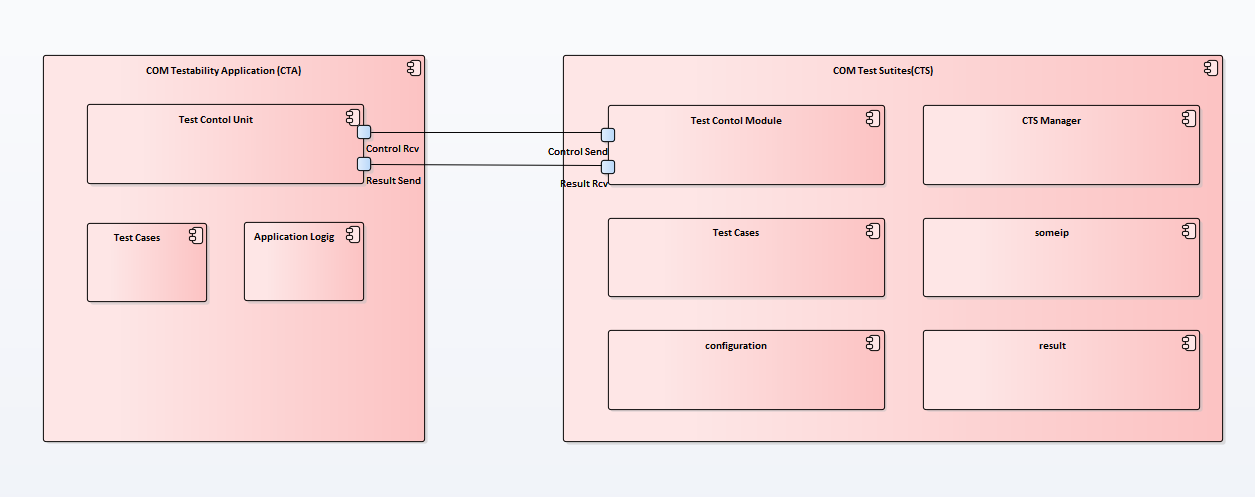 COM Testability Application (CTA)
Test Contol Unit
Control Rcv
Result Send
Test Cases
Application Logig
COM Test Sutites(CTS)
Test Contol Module
Control Send
Result Rcv
CTS Manager
Test Cases
someip
configuration
result